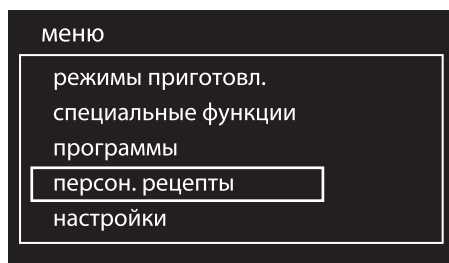 меню
режимы приготовл.
специальные функции
программы
персон. рецепты
настройки